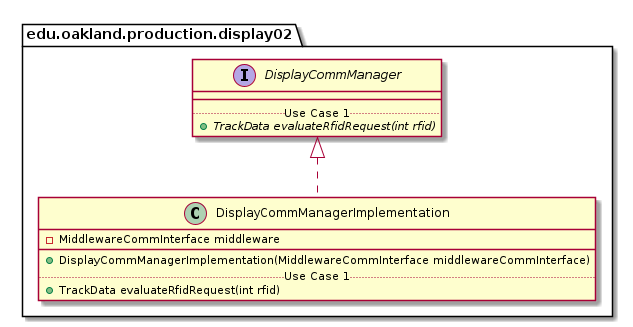 edu.oakland.production.display02
I DisplayCommManager
Use Case 1
TrackData evaluateRfidRequest(int rfid)
C DisplayCommManagerImplementation
MiddlewareCommInterface middleware
DisplayCommManagerImplementation(MiddlewareCommInterface middlewareCommInterface)
Use Case 1
TrackData evaluateRfidRequest(int rfid)